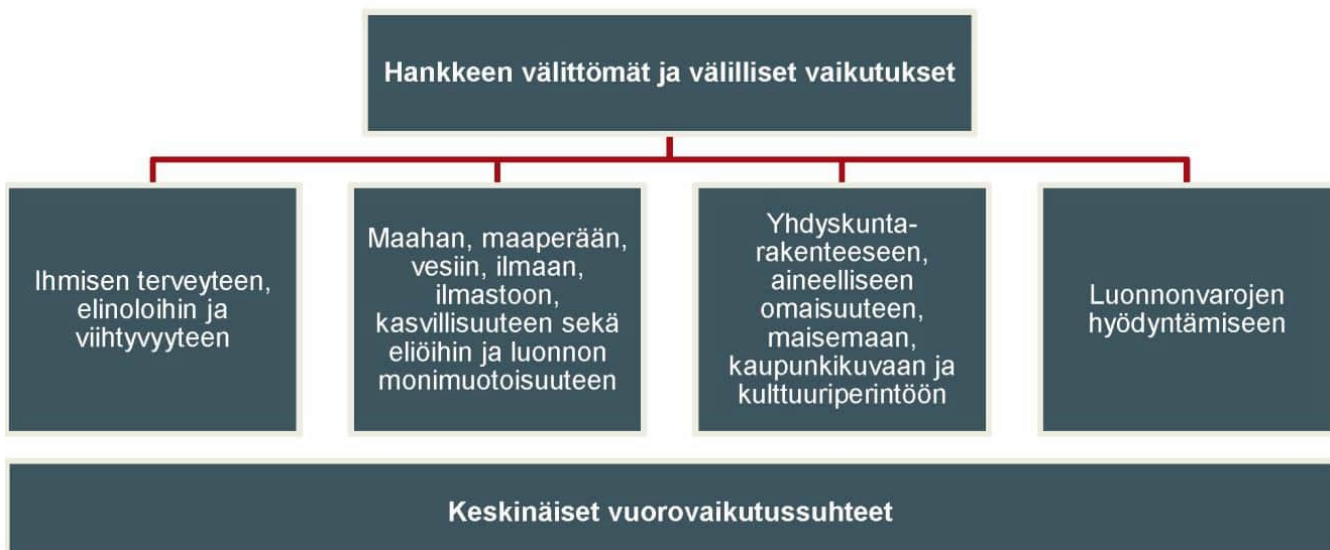 Hankkeen välittömät ja välilliset vaikutukset
Ihmisen terveyteen,
elinoloihin ja
viihtyvyyteen
Maahan, maaperään,
vesiin, ilmaan,
ilmastoon,
kasvillisuuteen sekä
eliöihin ja luonnon
monimuotoisuuteen
Yhdyskunta-
rakenteeseen,
aineelliseen
omaisuuteen,
maisemaan,
kaupunkikuvaan ja
kulttuuriperintöön
Luonnonvarojen
hyödyntämiseen
Keskinäiset vuorovaikutussuhteet